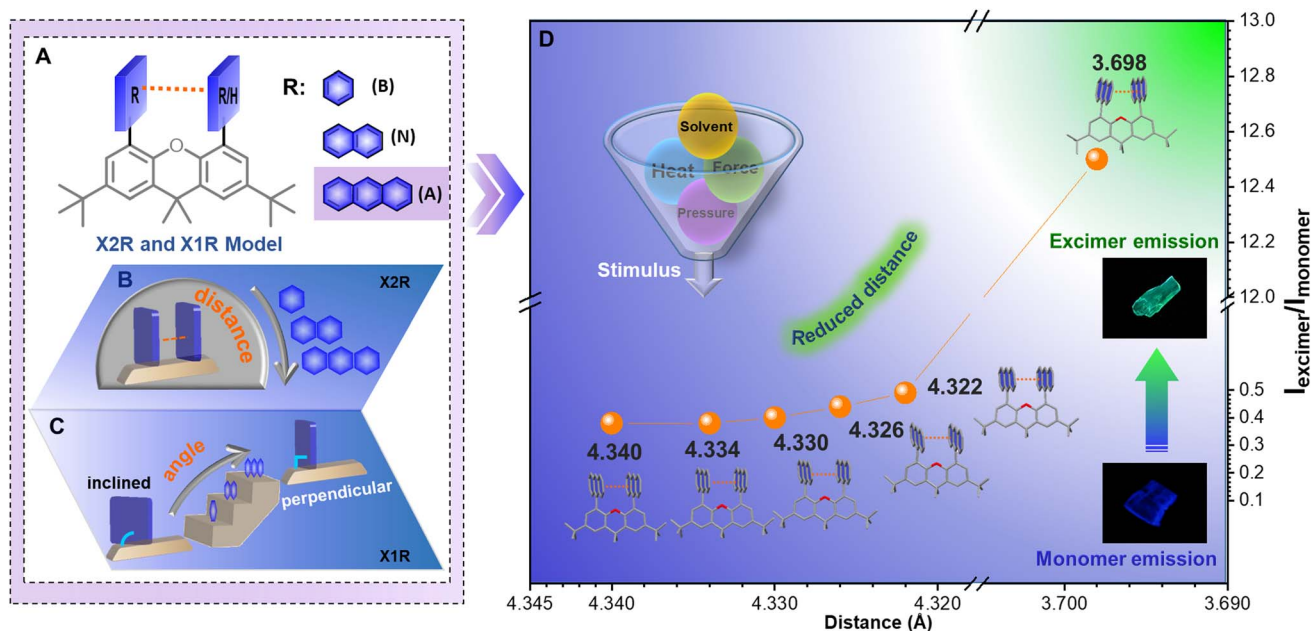 A
R
R/H
O
R:
(B)
(N)
(A)
X2R and X1R Model
B
X2R
distance
C
inclined
angle
perpendicular
X1R
D
Solvent
Heat
Force
Pressure
Stimulus
Reduced distance
3.698
Excimer emission
Monomer emission
4.340
4.334
4.330
4.326
4.322
13.0
12.8
12.6
12.4
12.2
12.0
0.5
0.4
0.3
0.2
0.1
Iexcimer/Imonomer
4.345
4.340
4.330
4.320
3.700
3.690
Distance (Å)